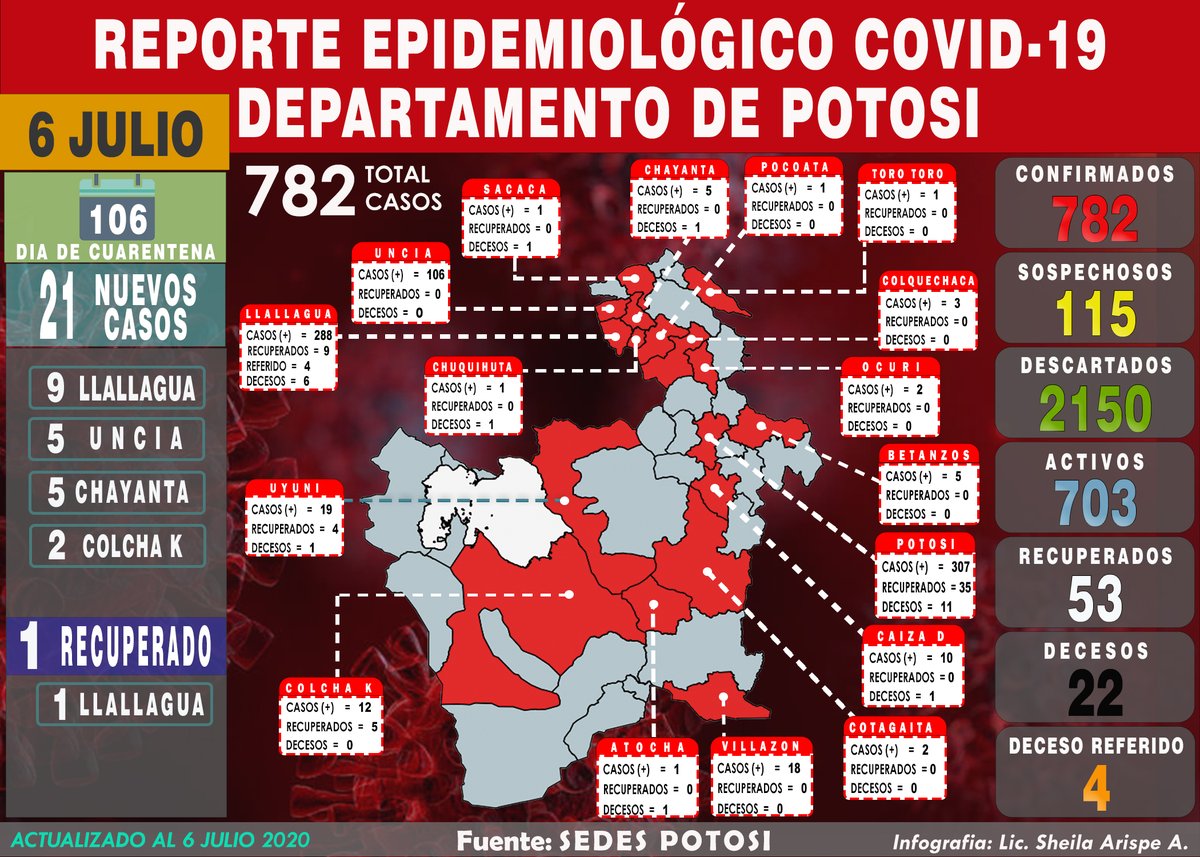 REPORTE EPIDEMIOLÓGICO COVID-19
DEPARTAMENTO DE POTOSI
6 JULIO
106
DIA DE CUARENTENA
21 NUEVOS CASOS
9 LLALLAGUA
5 UNCIA
5 CHAYANTA
2 COLCHA K
1 RECUPERADO
1 LLALLAGUA
782 TOTAL CASOS
SACACA
CASOS (+) = 1
RECUPERADOS = 0
DECESOS = 1
CHAYANTA
CASOS (+) = 5
RECUPERADOS = 0
DECESOS = 1
POCOATA
CASOS (+) = 1
RECUPERADOS = 0
DECESOS = 0
TORO TORO
CASOS (+) = 1
RECUPERADOS = 0
DECESOS = 0
UNCIA
CASOS (+) = 106
RECUPERADOS = 0
DECESOS = 0
COLQUECHACA
CASOS (+) = 3
RECUPERADOS =0
DECESOS = 0
LLALLAGUA
CASOS (+) = 288
RECUPERADOS = 9
REFERIDO = 4
DECESOS = 6
CHUQUIHUTA
CASOS (+) = 1
RECUPERADOS = 0
DECESOS = 1
OCURI
CASOS (+) = 2
RECUPERADOS = 0
DECESOS = 0
BETANZOS
CASOS (+) = 5
RECUPERADOS =0
DECESOS = 0
UYUNI
CASOS (+) = 19
RECUPERADOS = 4
DECESOS = 1
POTOSI
CASOS (+) = 307
RECUPERADOS =35
DECESOS = 11
CAIZA D
CASOS (+) = 10
RECUPERADOS =0
DECESOS = 1
COLCHA K
CASOS (+) = 12
RECUPERADOS = 5
DECESOS = 0
ATOCHA
CASOS (+) = 1
RECUPERADOS = 0
DECESOS = 1
VILLAZON
CASOS (+) = 18
RECUPERADOS = 0
DECESOS = 0
COTAGAITA
CASOS (+) = 2
RECUPERADOS =0
DECESOS = 0
CONFIRMADOS
782
SOSPECHOSOS
115
DESCARTADOS
2150
ACTIVOS
703
RECUPERADOS
53
DECESOS
22
DECESO REFERIDO
4
ACTUALIZADO AL 6 JULIO 2020
Fuente: SEDES POTOSI
Infografia: Lic. Sheila Arispe A.